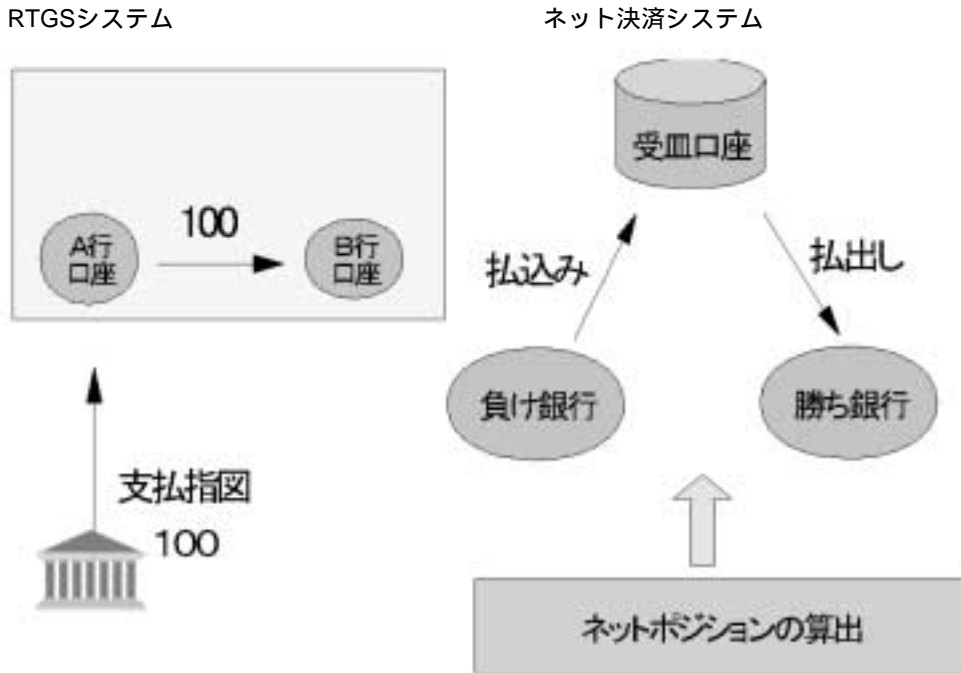 RTGSシステム
ネット決済システム
A行
口座
100
B行
口座
支払指図
100
受皿口座
払込み
払出し
負け銀行
勝ち銀行
ネットポジションの算出